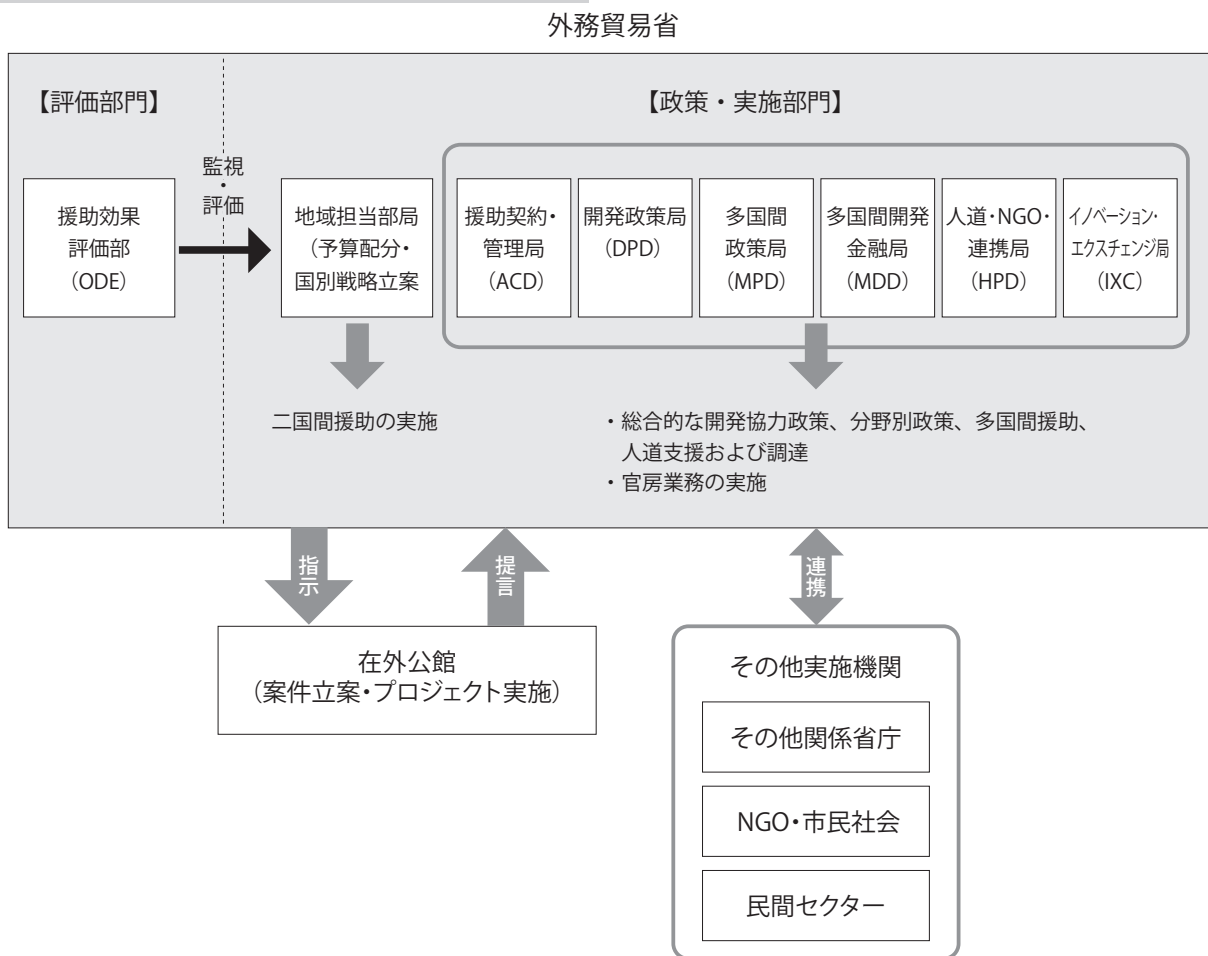 外務貿易省
【評価部門】
【政策・実施部門】
監視
・
評価
援助効果
評価部
(ODE)
地域担当部局
(予算配分・
国別戦略立案
援助契約・
管理局
(ACD)
開発政策局
(DPD)
多国間
政策局
(MPD)
多国間開発
金融局
(MDD)
人道・NGO・
連携局
(HPD)
イノベーション・
エクスチェンジ局
(IXC)
二国間援助の実施
・総合的な開発協力政策、分野別政策、多国間援助、
人道支援および調達
・官房業務の実施
指示
提言
連携
在外公館
(案件立案・プロジェクト実施)
その他実施機関
その他関係省庁
NGO・市民社会
民間セクター